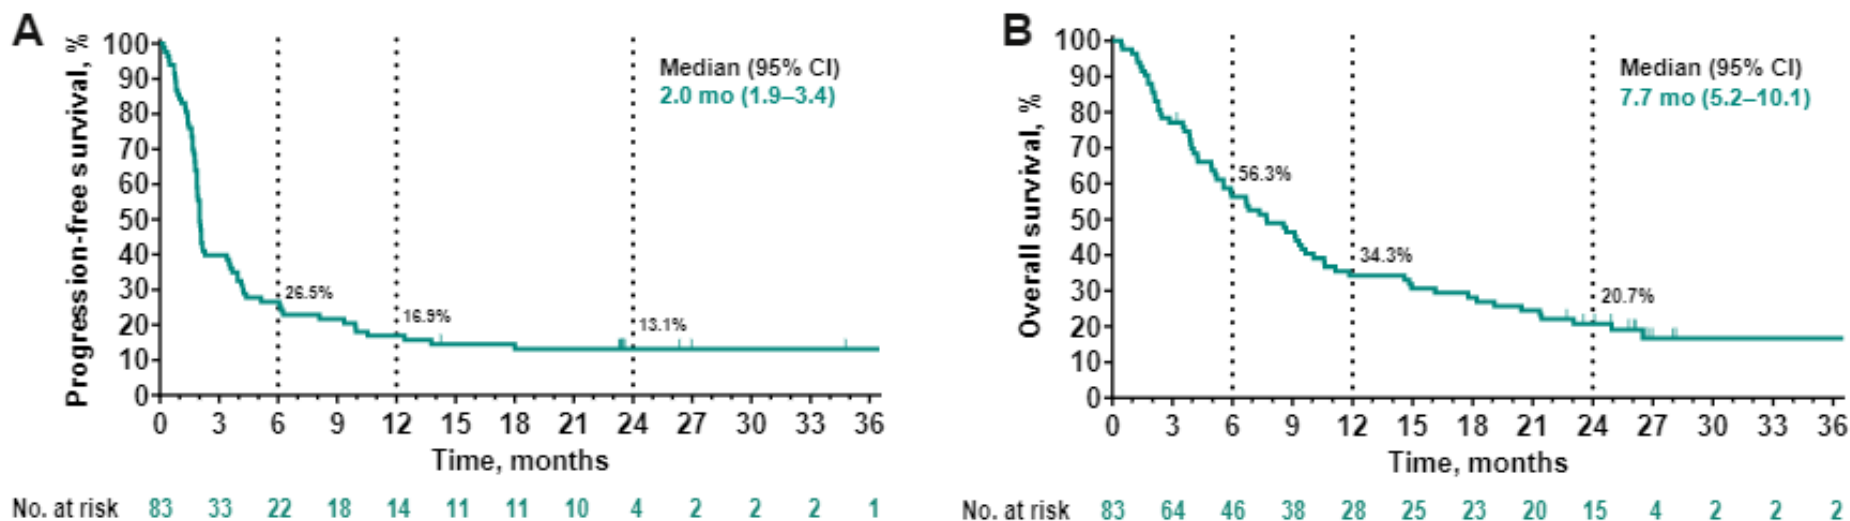 A
Progression-free survival, %
100
90
80
70
60
50
40
30
20
10
0
Median (95% CI)
2.0 mo (1.9–3.4)
26.5%
16.9%
13.1%
0 3 6 9 12 15 18 21 24 27 30 33 36
Time, months
No. at risk 83 33 22 18 14 11 11 10 4 2 2 2 1
B
Overall survival, %
100
90
80
70
60
50
40
30
20
10
0
Median (95% CI)
7.7 mo (5.2–10.1)
56.3%
34.3%
20.7%
0 3 6 9 12 15 18 21 24 27 30 33 36
Time, months
No. at risk 83 64 46 38 28 25 23 20 15 4 2 2 2